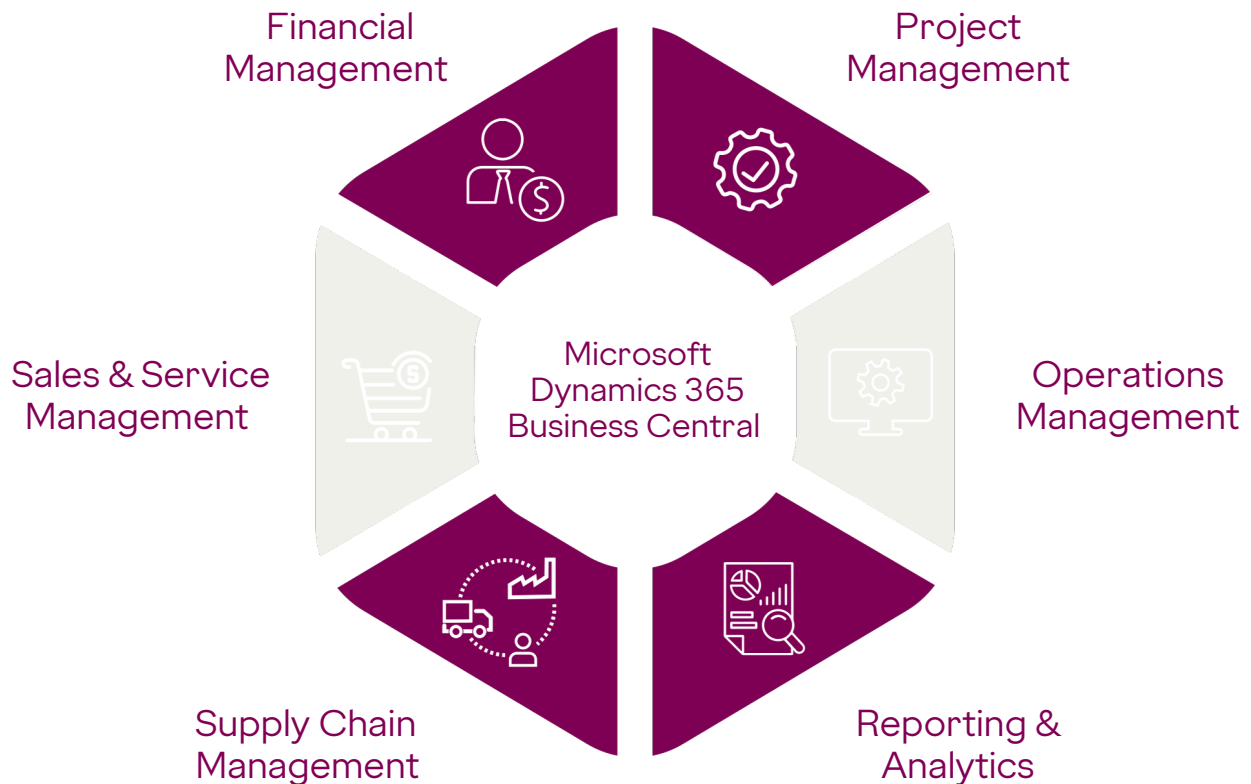 Financial
Management
Project
Management
Sales & Service
Management
Microsoft
Dynamics 365
Business Central
Operations
Management
Supply Chain
Management
Reporting &
Analytics
$
S